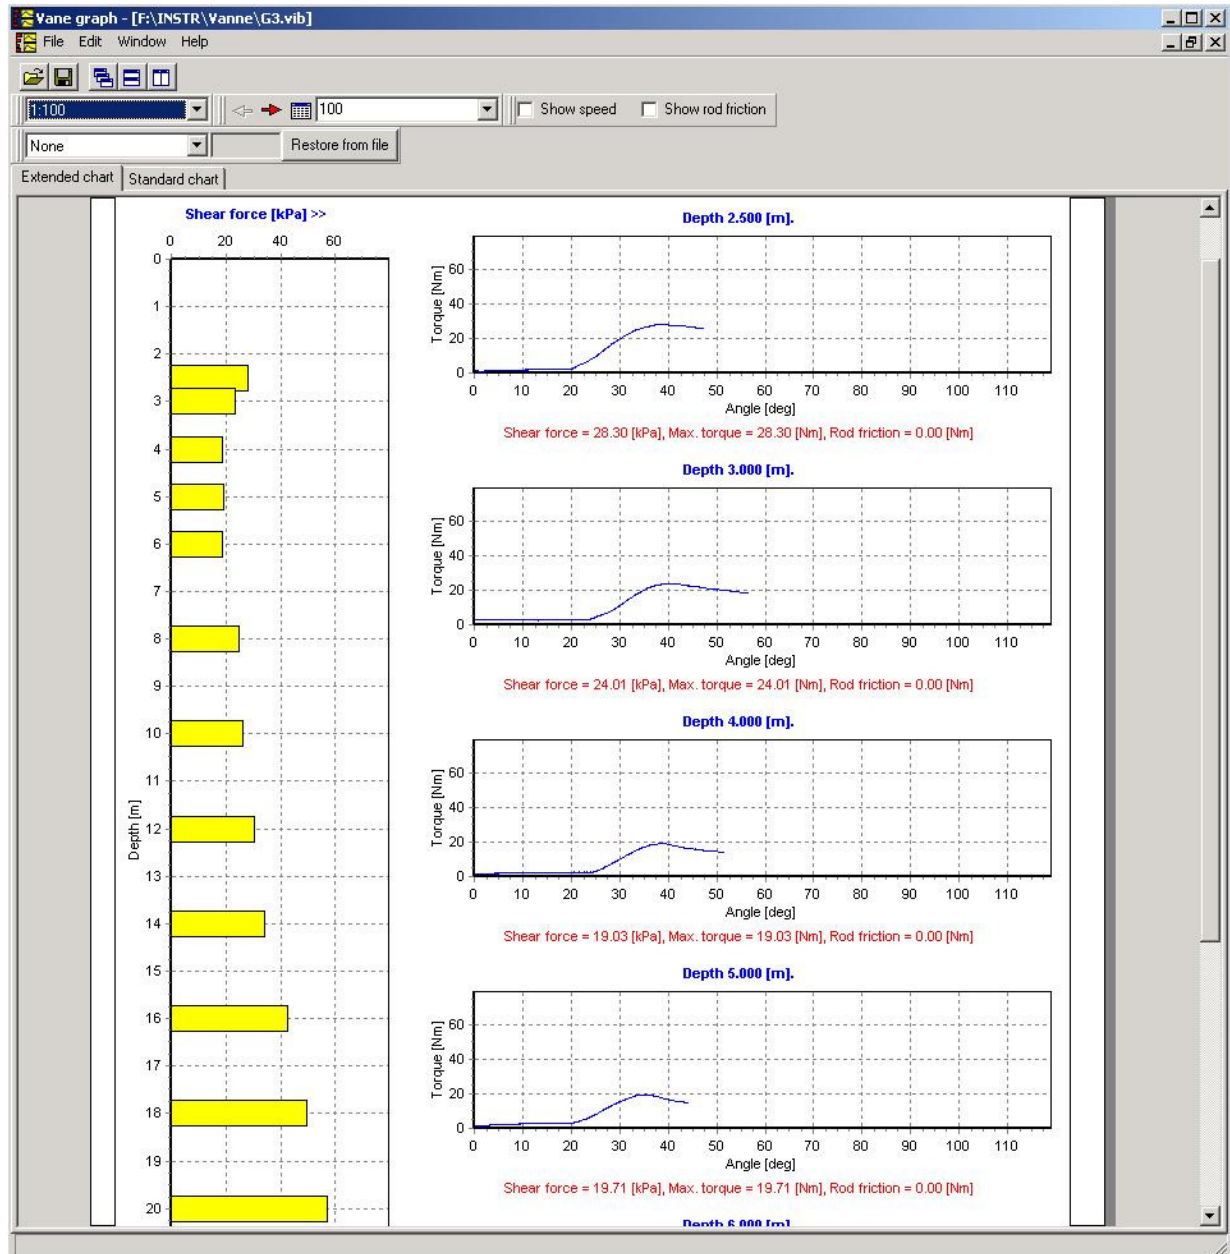 Vane graph - [F:\INSTR\Vanne\G3.vib]
File Edit Window Help
1:100 100 Show speed Show rod friction
None Restore from file
Extended chart Standard chart
Shear force [kPa] >>
0 20 40 60
0
1
2
3
4
5
6
7
8
9
10
11
12
13
14
15
16
17
18
19
20
Depth [m]
Depth 2.500 [m].
Torque [Nm]
60
40
20
0
0 10 20 30 40 50 60 70 80 90 100 110
Angle [deg]
Shear force = 28.30 [kPa], Max. torque = 28.30 [Nm], Rod friction = 0.00 [Nm]
Depth 3.000 [m].
Torque [Nm]
60
40
20
0
0 10 20 30 40 50 60 70 80 90 100 110
Angle [deg]
Shear force = 24.01 [kPa], Max. torque = 24.01 [Nm], Rod friction = 0.00 [Nm]
Depth 4.000 [m].
Torque [Nm]
60
40
20
0
0 10 20 30 40 50 60 70 80 90 100 110
Angle [deg]
Shear force = 19.03 [kPa], Max. torque = 19.03 [Nm], Rod friction = 0.00 [Nm]
Depth 5.000 [m].
Torque [Nm]
60
40
20
0
0 10 20 30 40 50 60 70 80 90 100 110
Angle [deg]
Shear force = 19.71 [kPa], Max. torque = 19.71 [Nm], Rod friction = 0.00 [Nm]
Depth 6.000 [m].